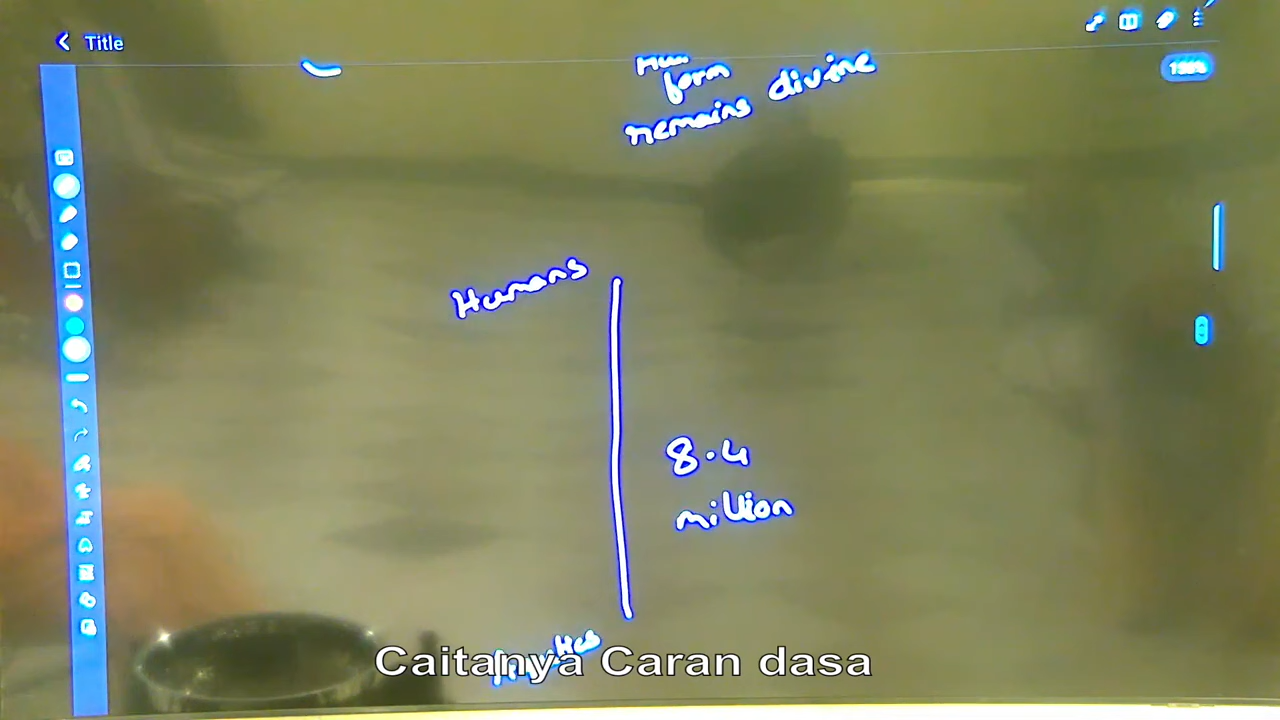 Title
form
remains divine
Humans
8.4
million
Caitanya Caran dasa